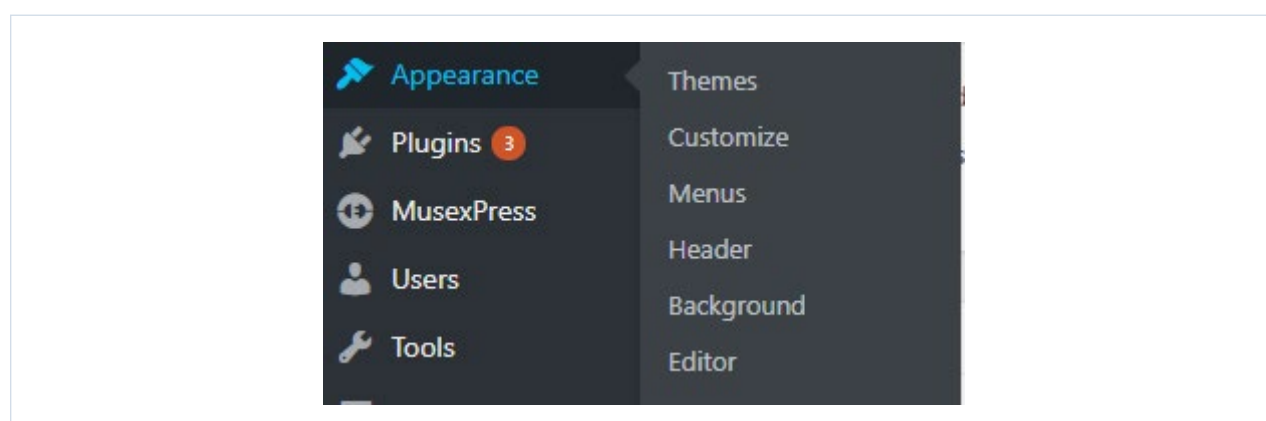 Appearance
Plugins 3
MusexPress
Users
Tools
Themes
Customize
Menus
Header
Background
Editor